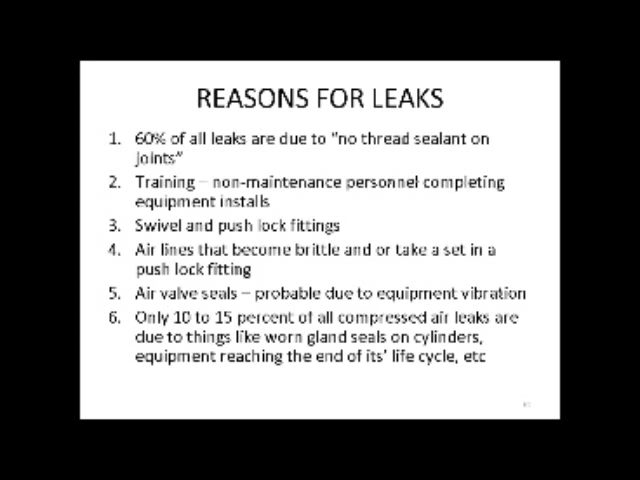 REASONS FOR LEAKS
1. 60% of all leaks are due to "no thread sealant on
joints"
2. Training – non-maintenance personnel completing
equipment installs
3. Swivel and push lock fittings
4. Air lines that become brittle and or take a set in a
push lock fitting
5. Air valve seals – probable due to equipment vibration
6. Only 10 to 15 percent of all compressed air leaks are
due to things like worn gland seals on cylinders,
equipment reaching the end of its' life cycle, etc